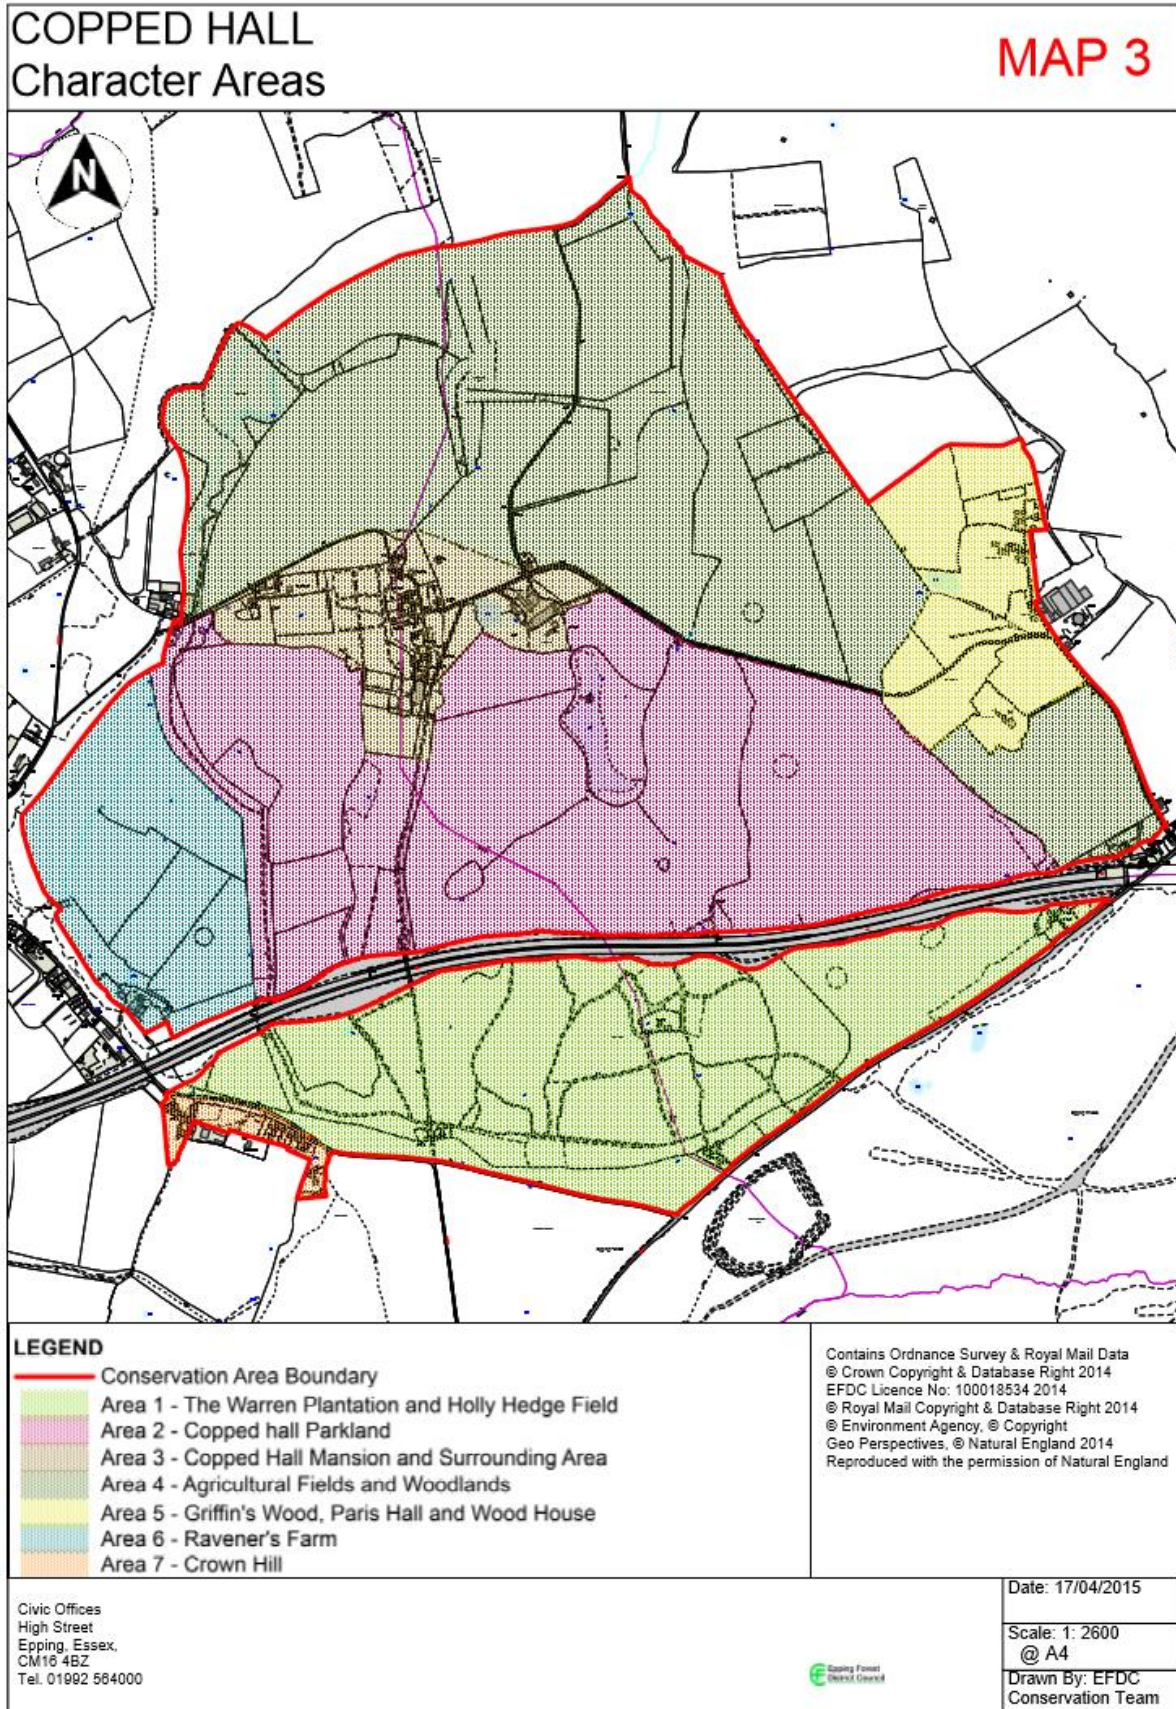 COPPED HALL
Character Areas
MAP 3
N
LEGEND
Conservation Area Boundary
Area 1 - The Warren Plantation and Holly Hedge Field
Area 2 - Copped hall Parkland
Area 3 - Copped Hall Mansion and Surrounding Area
Area 4 - Agricultural Fields and Woodlands
Area 5 - Griffin's Wood, Paris Hall and Wood House
Area 6 - Ravener's Farm
Area 7 - Crown Hill
Contains Ordnance Survey & Royal Mail Data
© Crown Copyright & Database Right 2014
EFDC Licence No: 100018534 2014
© Royal Mail Copyright & Database Right 2014
© Environment Agency, © Copyright
Geo Perspectives, © Natural England 2014
Reproduced with the permission of Natural England
Civic Offices
High Street
Epping, Essex,
CM16 4BZ
Tel. 01992 564000
Epping Forest
District Council
Date: 17/04/2015
Scale: 1: 2600
@ A4
Drawn By: EFDC
Conservation Team